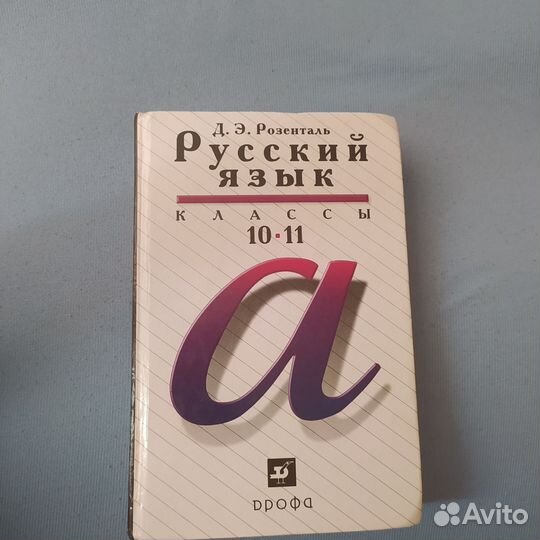 Д. Э. Розенталь
Русский
язык
классы
10·11
а
дрофа
Avito